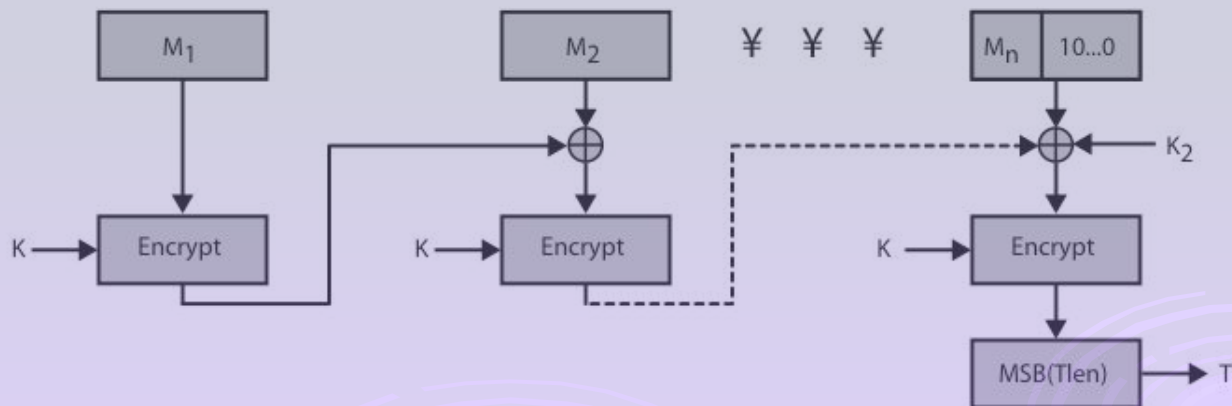 M₁ M₂ ¥ ¥ ¥ Mₙ 10...0
K₂
K Encrypt K Encrypt K Encrypt
MSB(Tlen) T